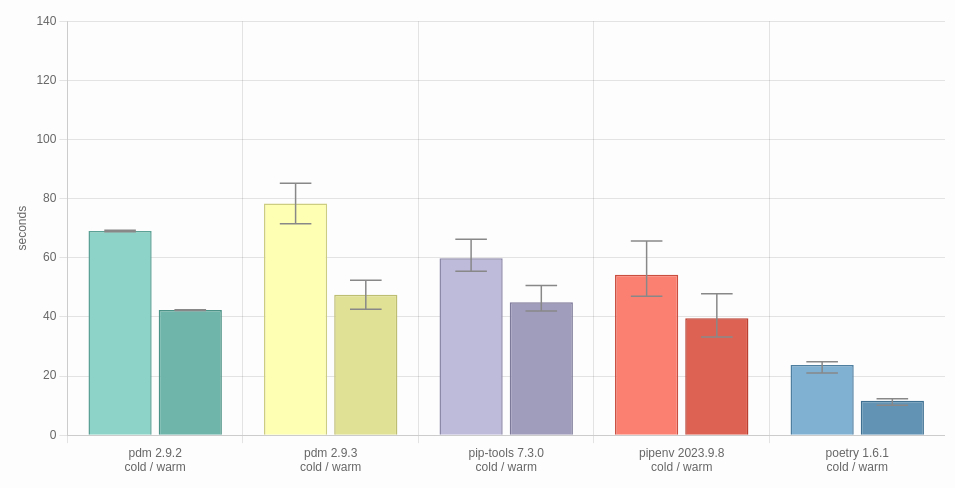 140
120
100
80
60
40
20
0
seconds
pdm 2.9.2
cold / warm
pdm 2.9.3
cold / warm
pip-tools 7.3.0
cold / warm
pipenv 2023.9.8
cold / warm
poetry 1.6.1
cold / warm